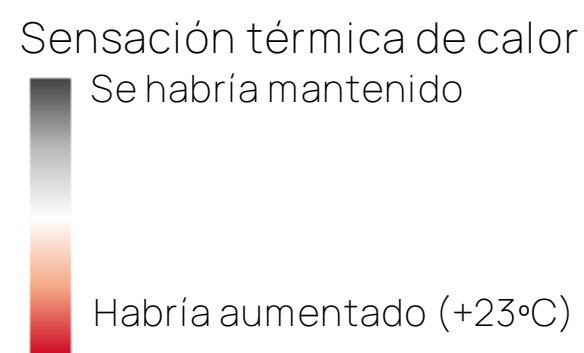 Sensación térmica de calor
Se habría mantenido
Habría aumentado (+23ºC)